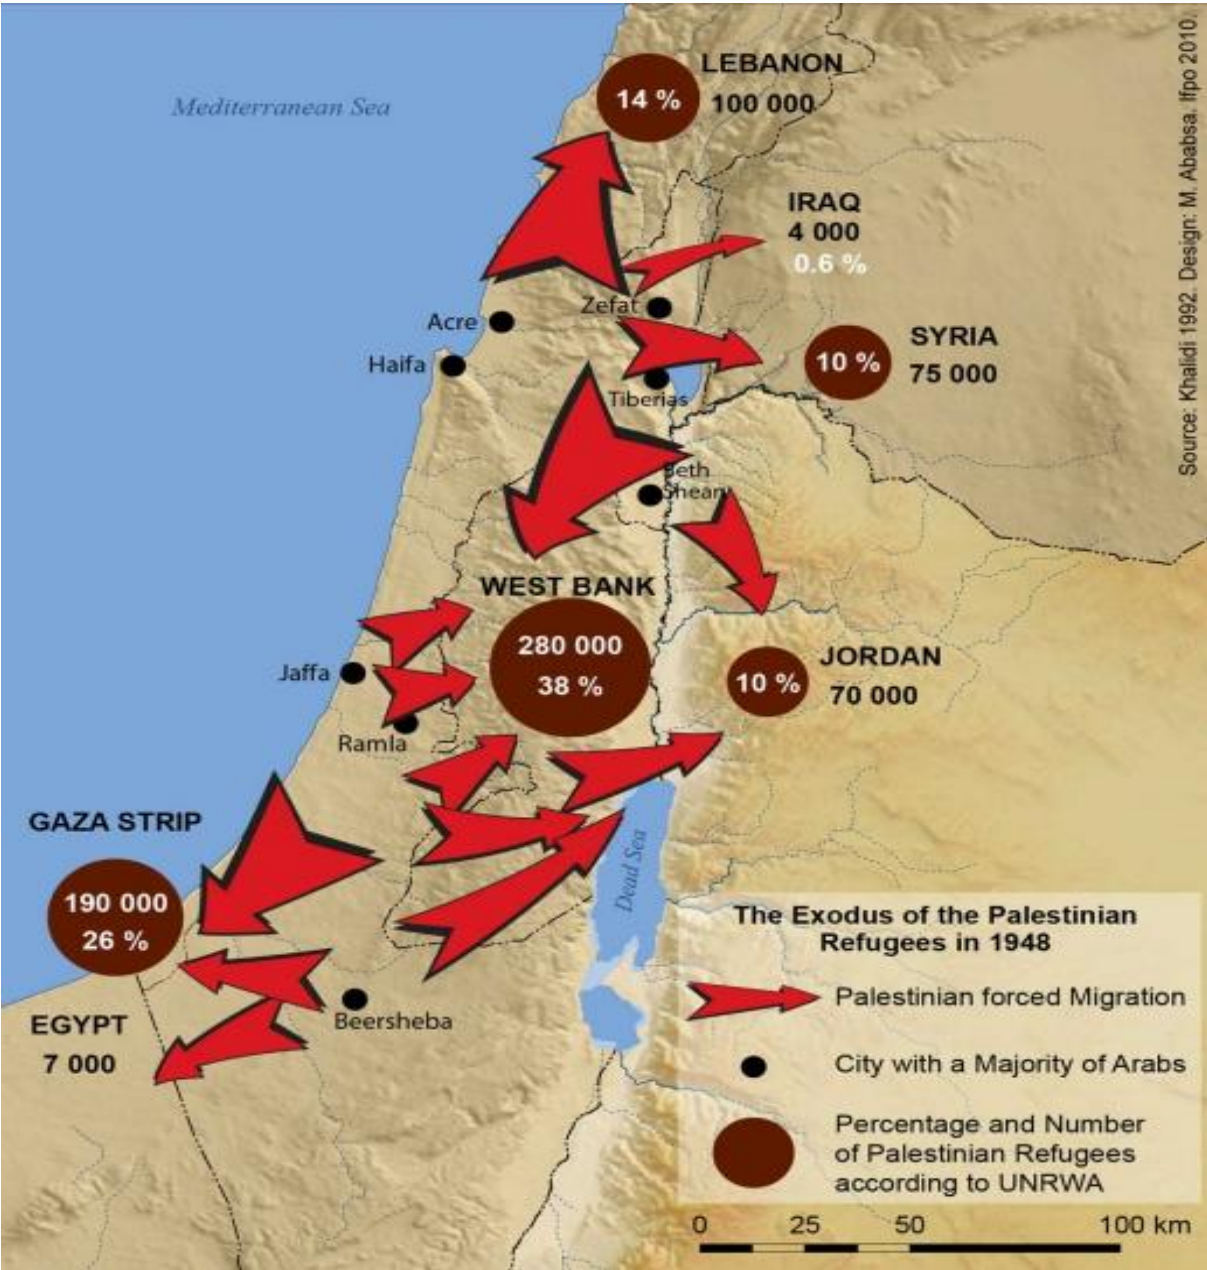 Mediterranean Sea
LEBANON
14 %
100 000
IRAQ
4 000
0.6 %
Zefat
Acre
Haifa
SYRIA
10 %
75 000
Tiberias
Beth
Shean
WEST BANK
280 000
38 %
Jaffa
Ramla
JORDAN
10 %
70 000
GAZA STRIP
190 000
26 %
Dead Sea
EGYPT
7 000
Beersheba
The Exodus of the Palestinian
Refugees in 1948
Palestinian forced Migration
City with a Majority of Arabs
Percentage and Number
of Palestinian Refugees
according to UNRWA
0 25 50 100 km
Source: Khalidi 1992. Design: M. Ababsa. Ifpo 2010.